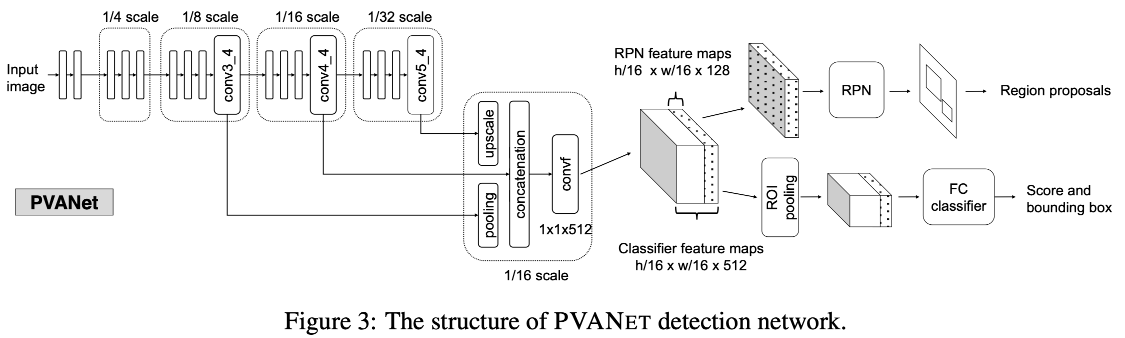 1/4 scale
1/8 scale
1/16 scale
1/32 scale
Input
image
conv3_4
conv4_4
conv5_4
upscale
pooling
concatenation
convf
1x1x512
1/16 scale
PVANet
RPN feature maps
h/16 x w/16 x 128
RPN
Region proposals
Classifier feature maps
h/16 x w/16 x 512
ROI
pooling
FC
classifier
Score and
bounding box
Figure 3: The structure of PVANET detection network.